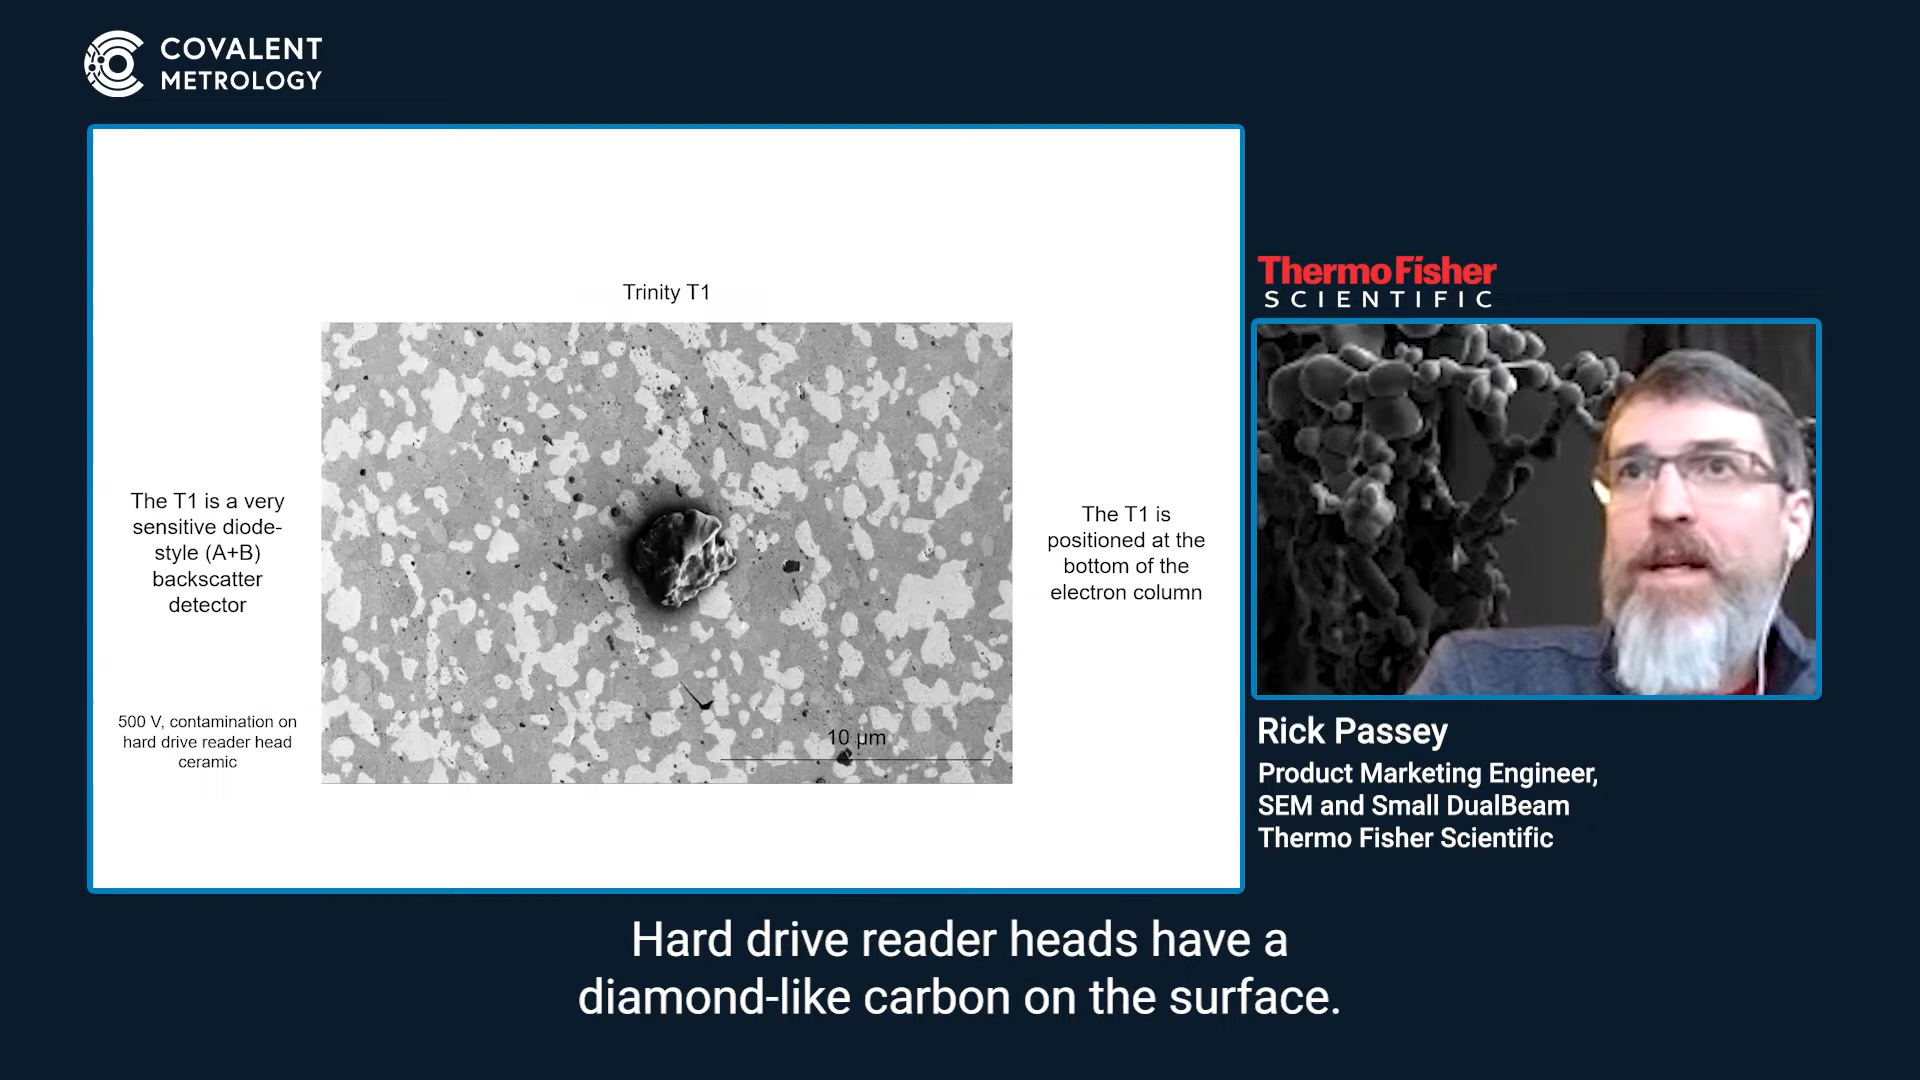 COVALENT
METROLOGY
Trinity T1
The T1 is a very
sensitive diode-
style (A+B)
backscatter
detector
500 V, contamination on
hard drive reader head
ceramic
10 µm
The T1 is
positioned at the
bottom of the
electron column
ThermoFisher
SCIENTIFIC
Rick Passey
Product Marketing Engineer,
SEM and Small DualBeam
Thermo Fisher Scientific
Hard drive reader heads have a
diamond-like carbon on the surface.